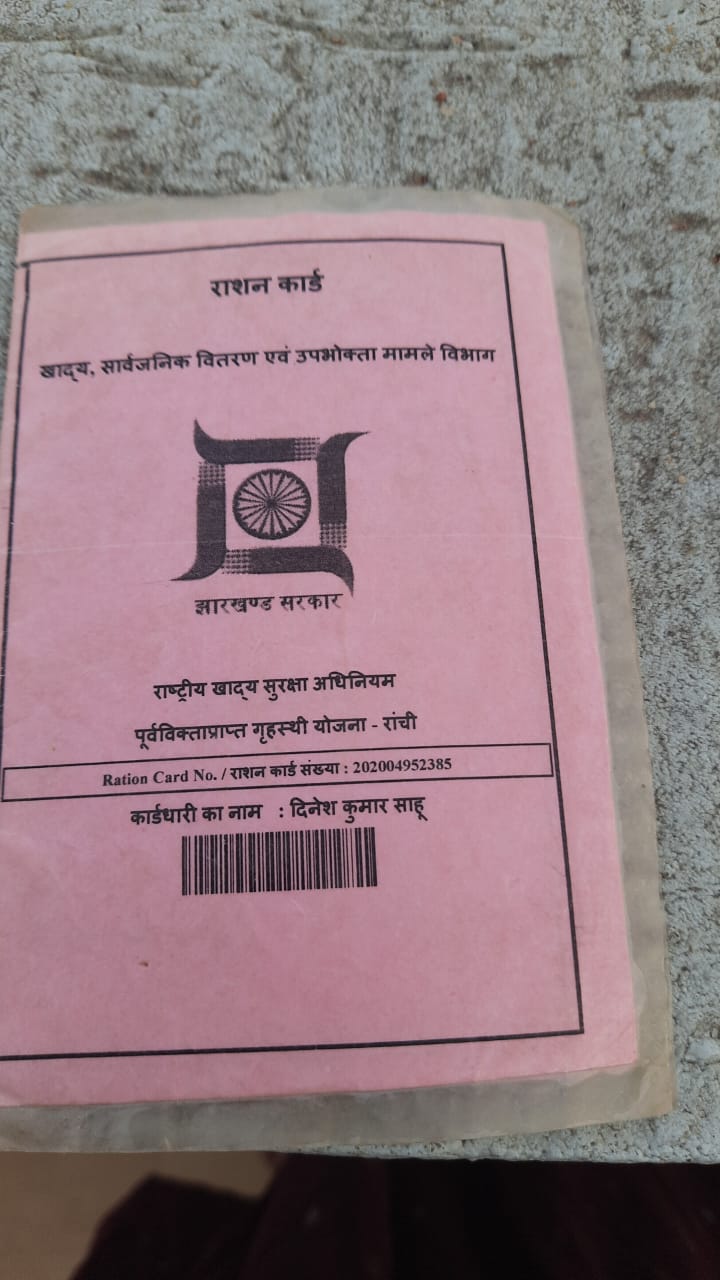 राशन कार्ड
खाद्य, सार्वजनिक वितरण एवं उपभोक्ता मामले विभाग
झारखण्ड सरकार
राष्ट्रीय खाद्य सुरक्षा अधिनियम
पूर्वविक्ताप्राप्त गृहस्थी योजना - रांची
Ration Card No. / राशन कार्ड संख्या : 202004952385
कार्डधारी का नाम : दिनेश कुमार साहू